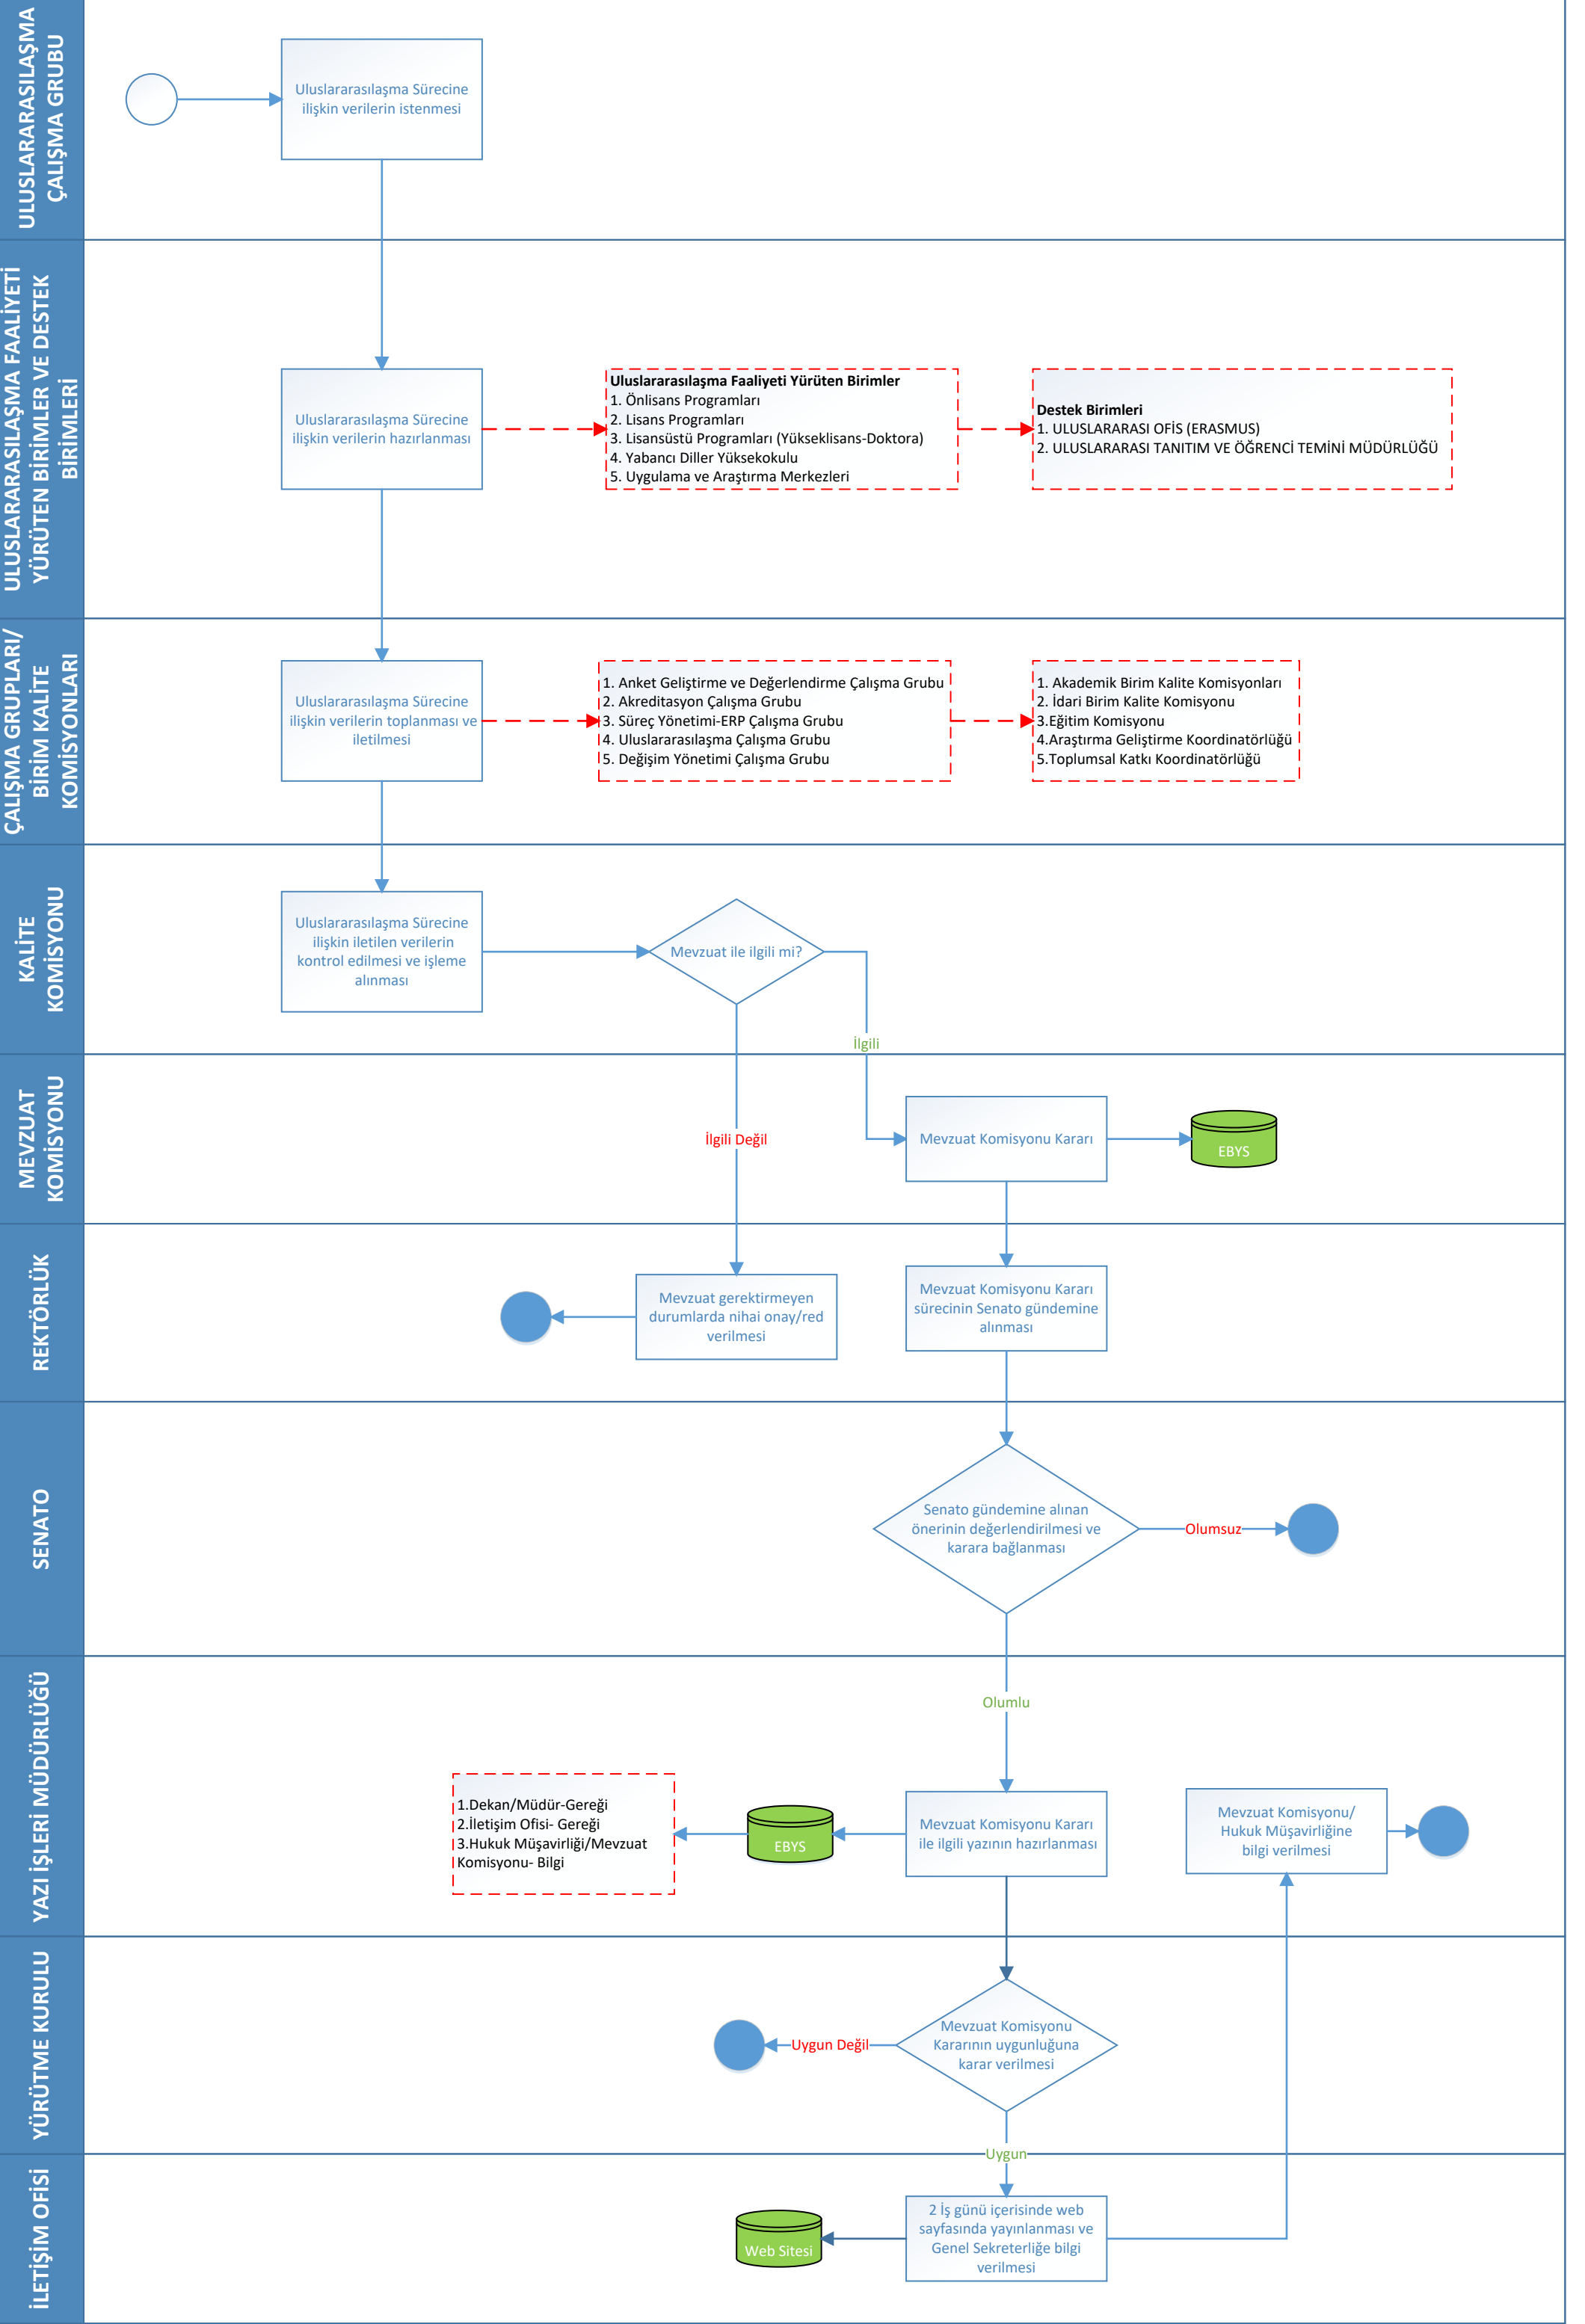 ULUSLARARASILAŞMA
ÇALIŞMA GRUBU
Uluslararasılaşma Sürecine
ilişkin verilerin istenmesi
ULUSLARARASILAŞMA FAALİYETİ
YÜRÜTEN BİRİMLER VE DESTEK
BİRİMLERİ
Uluslararasılaşma Sürecine
ilişkin verilerin hazırlanması
Uluslararasılaşma Faaliyeti Yürüten Birimler
1. Önlisans Programları
2. Lisans Programları
3. Lisansüstü Programları (Yükseklisans-Doktora)
4. Yabancı Diller Yüksekokulu
5. Uygulama ve Araştırma Merkezleri
Destek Birimleri
1. ULUSLARARASI OFİS (ERASMUS)
2. ULUSLARARASI TANITIM VE ÖĞRENCİ TEMİNİ MÜDÜRLÜĞÜ
ÇALIŞMA GRUPLARI/
BİRİM KALİTE
KOMİSYONLARI
Uluslararasılaşma Sürecine
ilişkin verilerin toplanması ve
iletilmesi
1. Anket Geliştirme ve Değerlendirme Çalışma Grubu
2. Akreditasyon Çalışma Grubu
3. Süreç Yönetimi-ERP Çalışma Grubu
4. Uluslararasılaşma Çalışma Grubu
5. Değişim Yönetimi Çalışma Grubu
1. Akademik Birim Kalite Komisyonları
2. İdari Birim Kalite Komisyonu
3.Eğitim Komisyonu
4.Araştırma Geliştirme Koordinatörlüğü
5.Toplumsal Katkı Koordinatörlüğü
KALİTE
KOMİSYONU
Uluslararasılaşma Sürecine
ilişkin iletilen verilerin
kontrol edilmesi ve işleme
alınması
Mevzuat ile ilgili mi?
İlgili
MEVZUAT
KOMİSYONU
İlgili Değil
Mevzuat Komisyonu Kararı
EBYS
REKTÖRLÜK
Mevzuat gerektirmeyen
durumlarda nihai onay/red
verilmesi
Mevzuat Komisyonu Kararı
sürecinin Senato gündemine
alınması
SENATO
Senato gündemine alınan
önerinin değerlendirilmesi ve
karara bağlanması
Olumsuz
YAZI İŞLERİ MÜDÜRLÜĞÜ
Olumlu
1.Dekan/Müdür-Gereği
2.İletişim Ofisi- Gereği
3.Hukuk Müşavirliği/Mevzuat
Komisyonu- Bilgi
EBYS
Mevzuat Komisyonu Kararı
ile ilgili yazının hazırlanması
Mevzuat Komisyonu/
Hukuk Müşavirliğine
bilgi verilmesi
YÜRÜTME KURULU
Uygun Değil
Mevzuat Komisyonu
Kararının uygunluğuna
karar verilmesi
Uygun
İLETİŞİM OFİSİ
Web Sitesi
2 İş günü içerisinde web
sayfasında yayınlanması ve
Genel Sekreterliğe bilgi
verilmesi